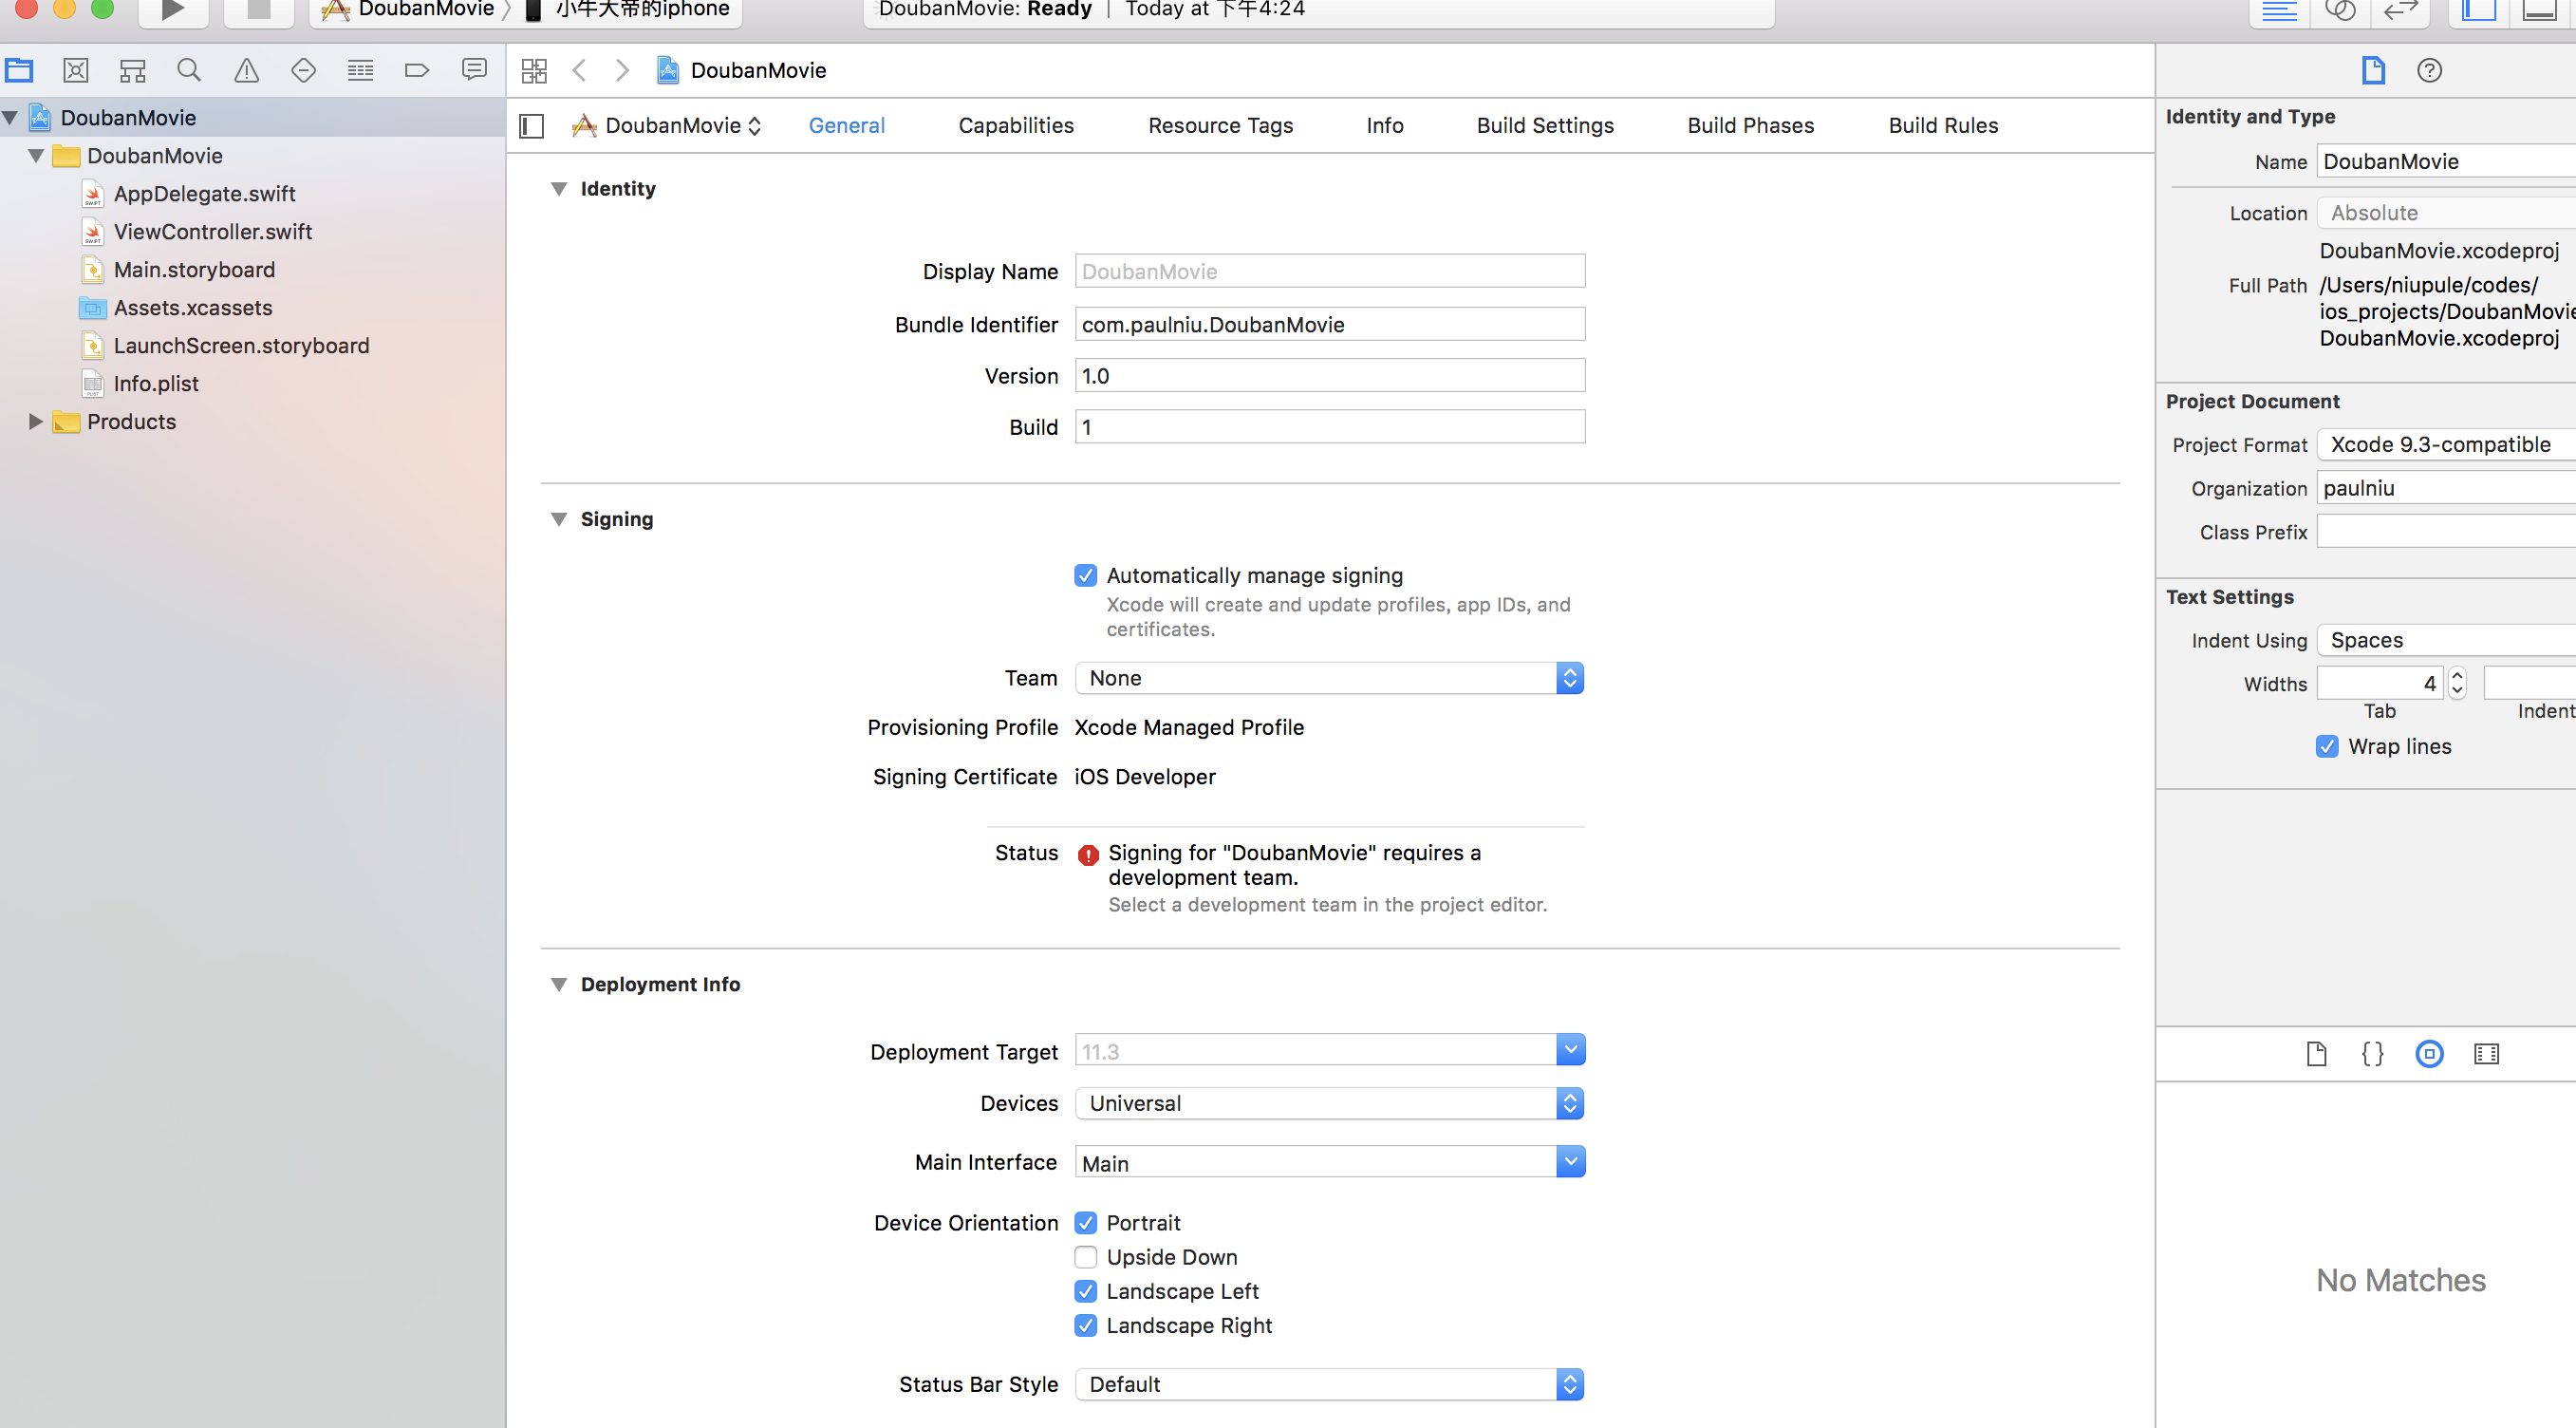 DoubanMovie 小牛大帝的iphone
DoubanMovie: Ready | Today at 下午4:24
DoubanMovie
DoubanMovie
AppDelegate.swift
ViewController.swift
Main.storyboard
Assets.xcassets
LaunchScreen.storyboard
Info.plist
Products
DoubanMovie
DoubanMovie General Capabilities Resource Tags Info Build Settings Build Phases Build Rules
Identity
Display Name DoubanMovie
Bundle Identifier com.paulniu.DoubanMovie
Version 1.0
Build 1
Signing
Automatically manage signing
Xcode will create and update profiles, app IDs, and
certificates.
Team None
Provisioning Profile Xcode Managed Profile
Signing Certificate iOS Developer
Status Signing for "DoubanMovie" requires a
development team.
Select a development team in the project editor.
Deployment Info
Deployment Target 11.3
Devices Universal
Main Interface Main
Device Orientation Portrait
Upside Down
Landscape Left
Landscape Right
Status Bar Style Default
Identity and Type
Name DoubanMovie
Location Absolute
DoubanMovie.xcodeproj
Full Path /Users/niupule/codes/
ios_projects/DoubanMovie
DoubanMovie.xcodeproj
Project Document
Project Format Xcode 9.3-compatible
Organization paulniu
Class Prefix
Text Settings
Indent Using Spaces
Widths 4
Tab Indent
Wrap lines
No Matches